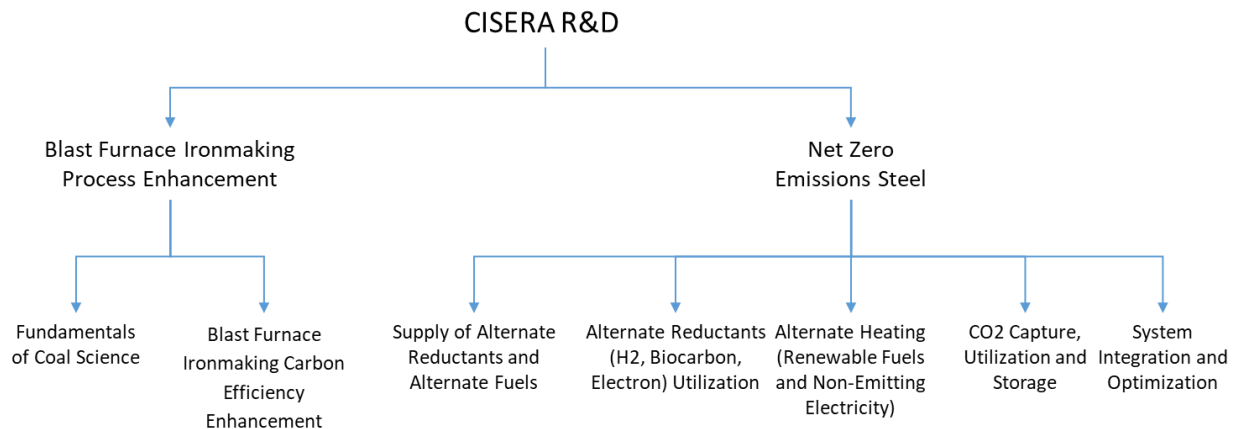 CISERA R&D
Blast Furnace Ironmaking
Process Enhancement
Net Zero
Emissions Steel
Fundamentals
of Coal Science
Blast Furnace
Ironmaking Carbon
Efficiency
Enhancement
Supply of Alternate
Reductants and
Alternate Fuels
Alternate Reductants
(H2, Biocarbon,
Electron) Utilization
Alternate Heating
(Renewable Fuels
and Non-Emitting
Electricity)
CO2 Capture,
Utilization and
Storage
System
Integration and
Optimization